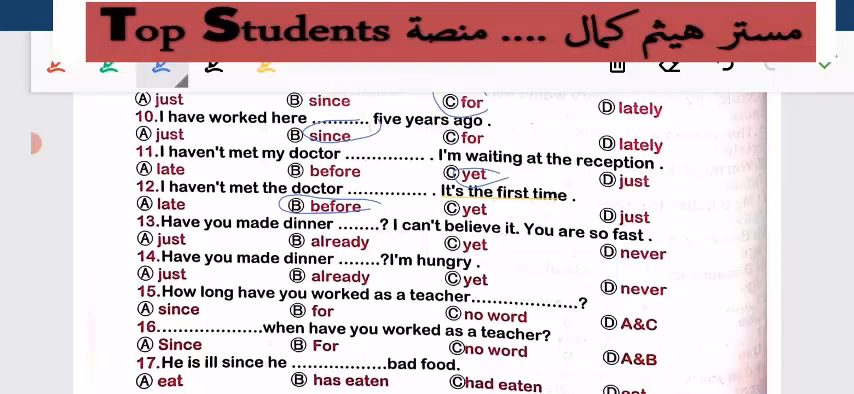 Top Students مستر هيثم كمال .... منصة
Ⓐ just Ⓑ since Ⓒ for Ⓓ lately
10.I have worked here ........... five years ago .
Ⓐ just Ⓑ since Ⓒ for Ⓓ lately
11.I haven't met my doctor ............... . I'm waiting at the reception .
Ⓐ late Ⓑ before Ⓒ yet Ⓓ just
12.I haven't met the doctor ............... . It's the first time .
Ⓐ late Ⓑ before Ⓒ yet Ⓓ just
13.Have you made dinner ........? I can't believe it. You are so fast .
Ⓐ just Ⓑ already Ⓒ yet Ⓓ never
14.Have you made dinner ........?I'm hungry .
Ⓐ just Ⓑ already Ⓒ yet Ⓓ never
15.How long have you worked as a teacher....................?
Ⓐ since Ⓑ for Ⓒ no word Ⓓ A&C
16....................when have you worked as a teacher?
Ⓐ Since Ⓑ For Ⓒno word Ⓓ A&B
17.He is ill since he ..................bad food.
Ⓐ eat Ⓑ has eaten Ⓒhad eaten